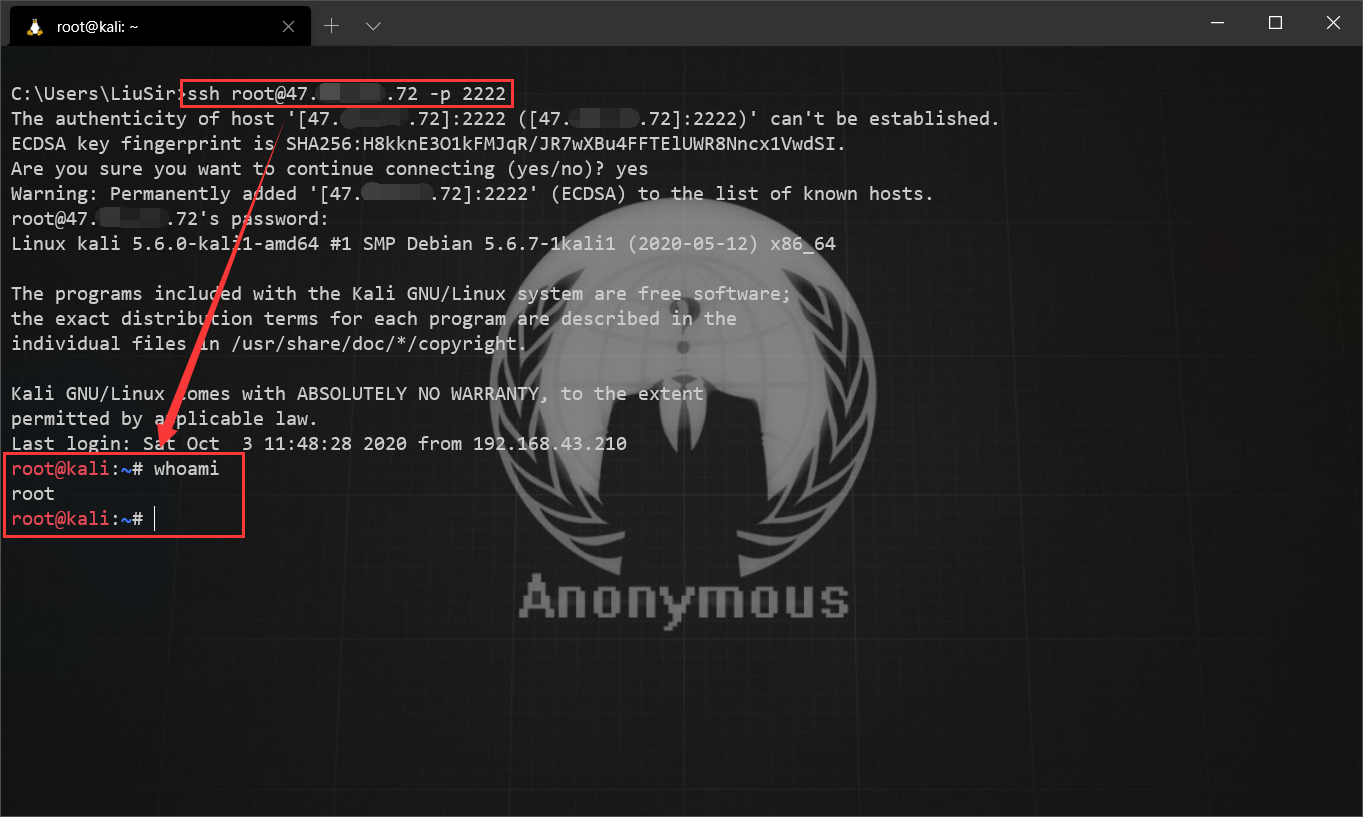 root@kali: ~
C:\Users\LiuSir>ssh root@47. .72 -p 2222
The authenticity of host '[47. .72]:2222 ([47. .72]:2222)' can't be established.
ECDSA key fingerprint is SHA256:H8kknE3O1kFMJqR/JR7wXBu4FFTElUWR8Nncx1VwdSI.
Are you sure you want to continue connecting (yes/no)? yes
Warning: Permanently added '[47. .72]:2222' (ECDSA) to the list of known hosts.
root@47. .72's password:
Linux kali 5.6.0-kali1-amd64 #1 SMP Debian 5.6.7-1kali1 (2020-05-12) x86_64
The programs included with the Kali GNU/Linux system are free software;
the exact distribution terms for each program are described in the
individual files in /usr/share/doc/*/copyright.
Kali GNU/Linux comes with ABSOLUTELY NO WARRANTY, to the extent
permitted by applicable law.
Last login: Sat Oct  3 11:48:28 2020 from 192.168.43.210
root@kali:~# whoami
root
root@kali:~#
Anonymous